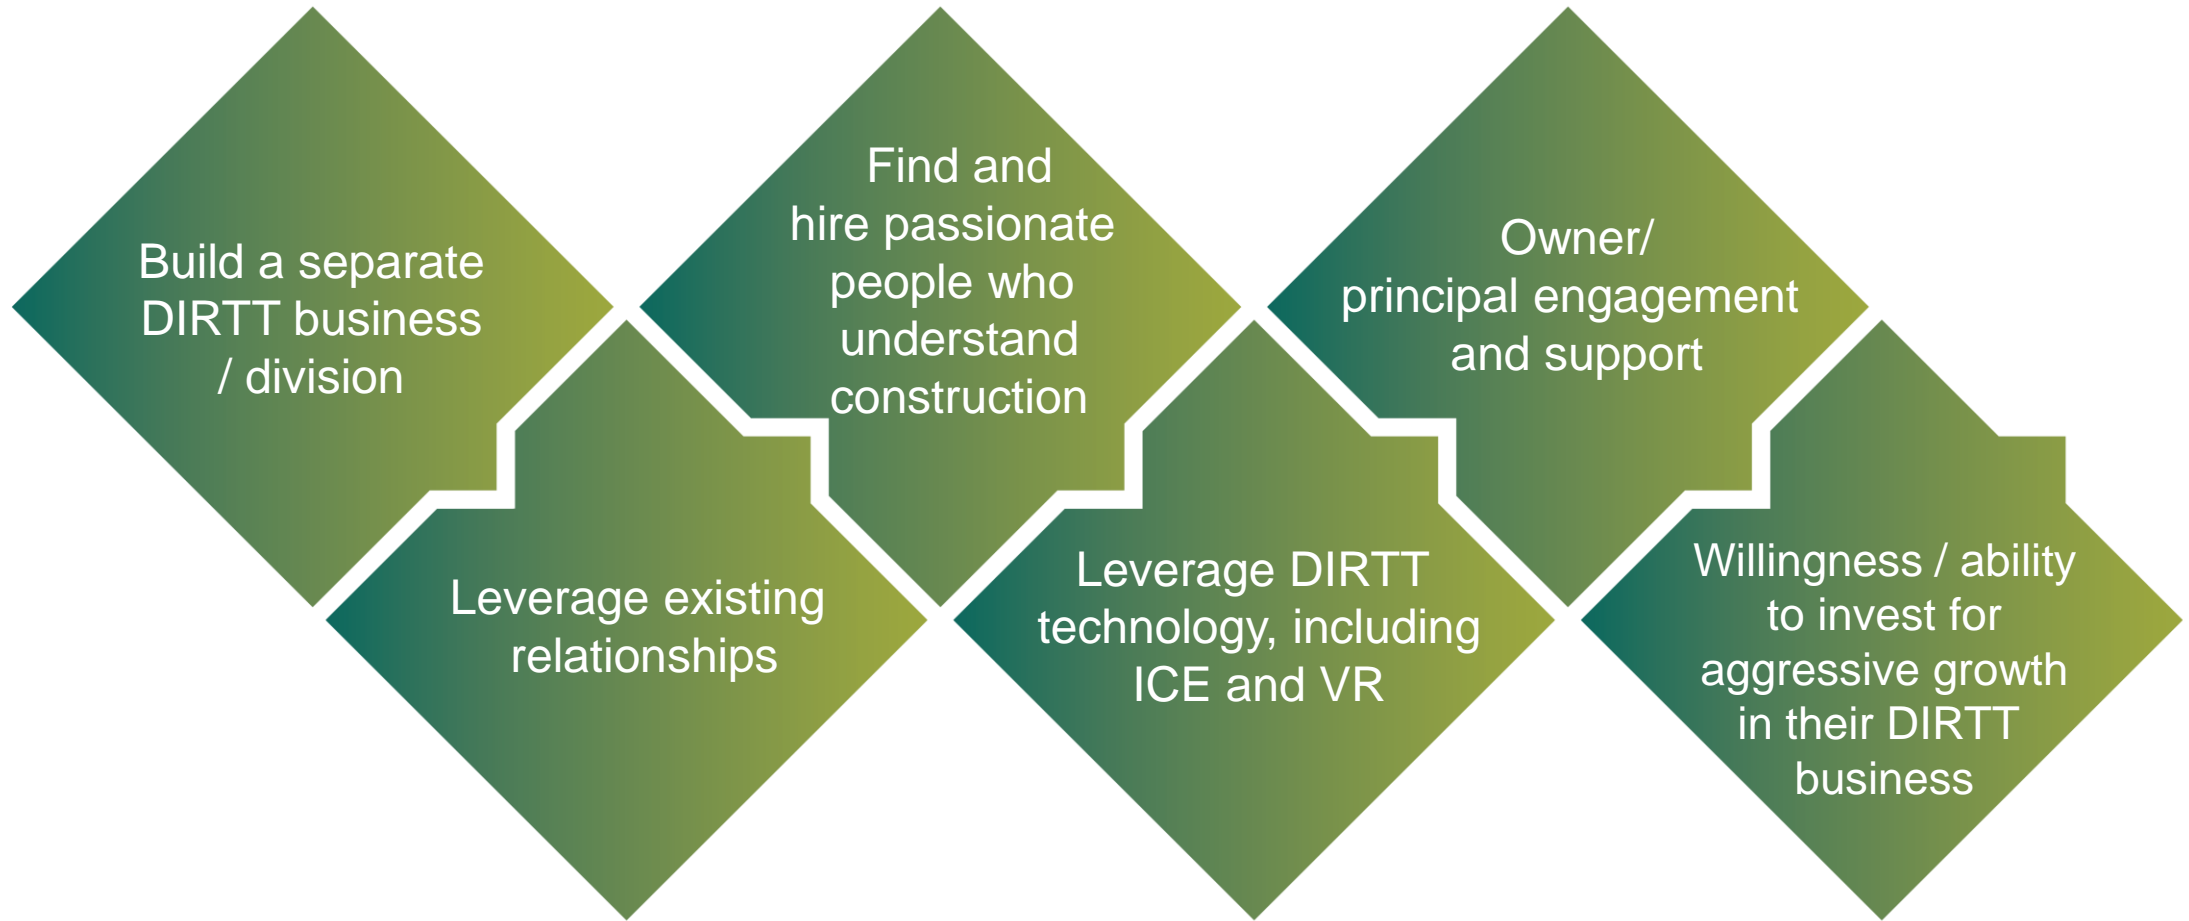 Build a separate
DIRTT business
/ division
Leverage existing
relationships
Find and
hire passionate
people who
understand
construction
Leverage DIRTT
technology, including
ICE and VR
Owner/
principal engagement
and support
Willingness / ability
to invest for
aggressive growth
in their DIRTT
business